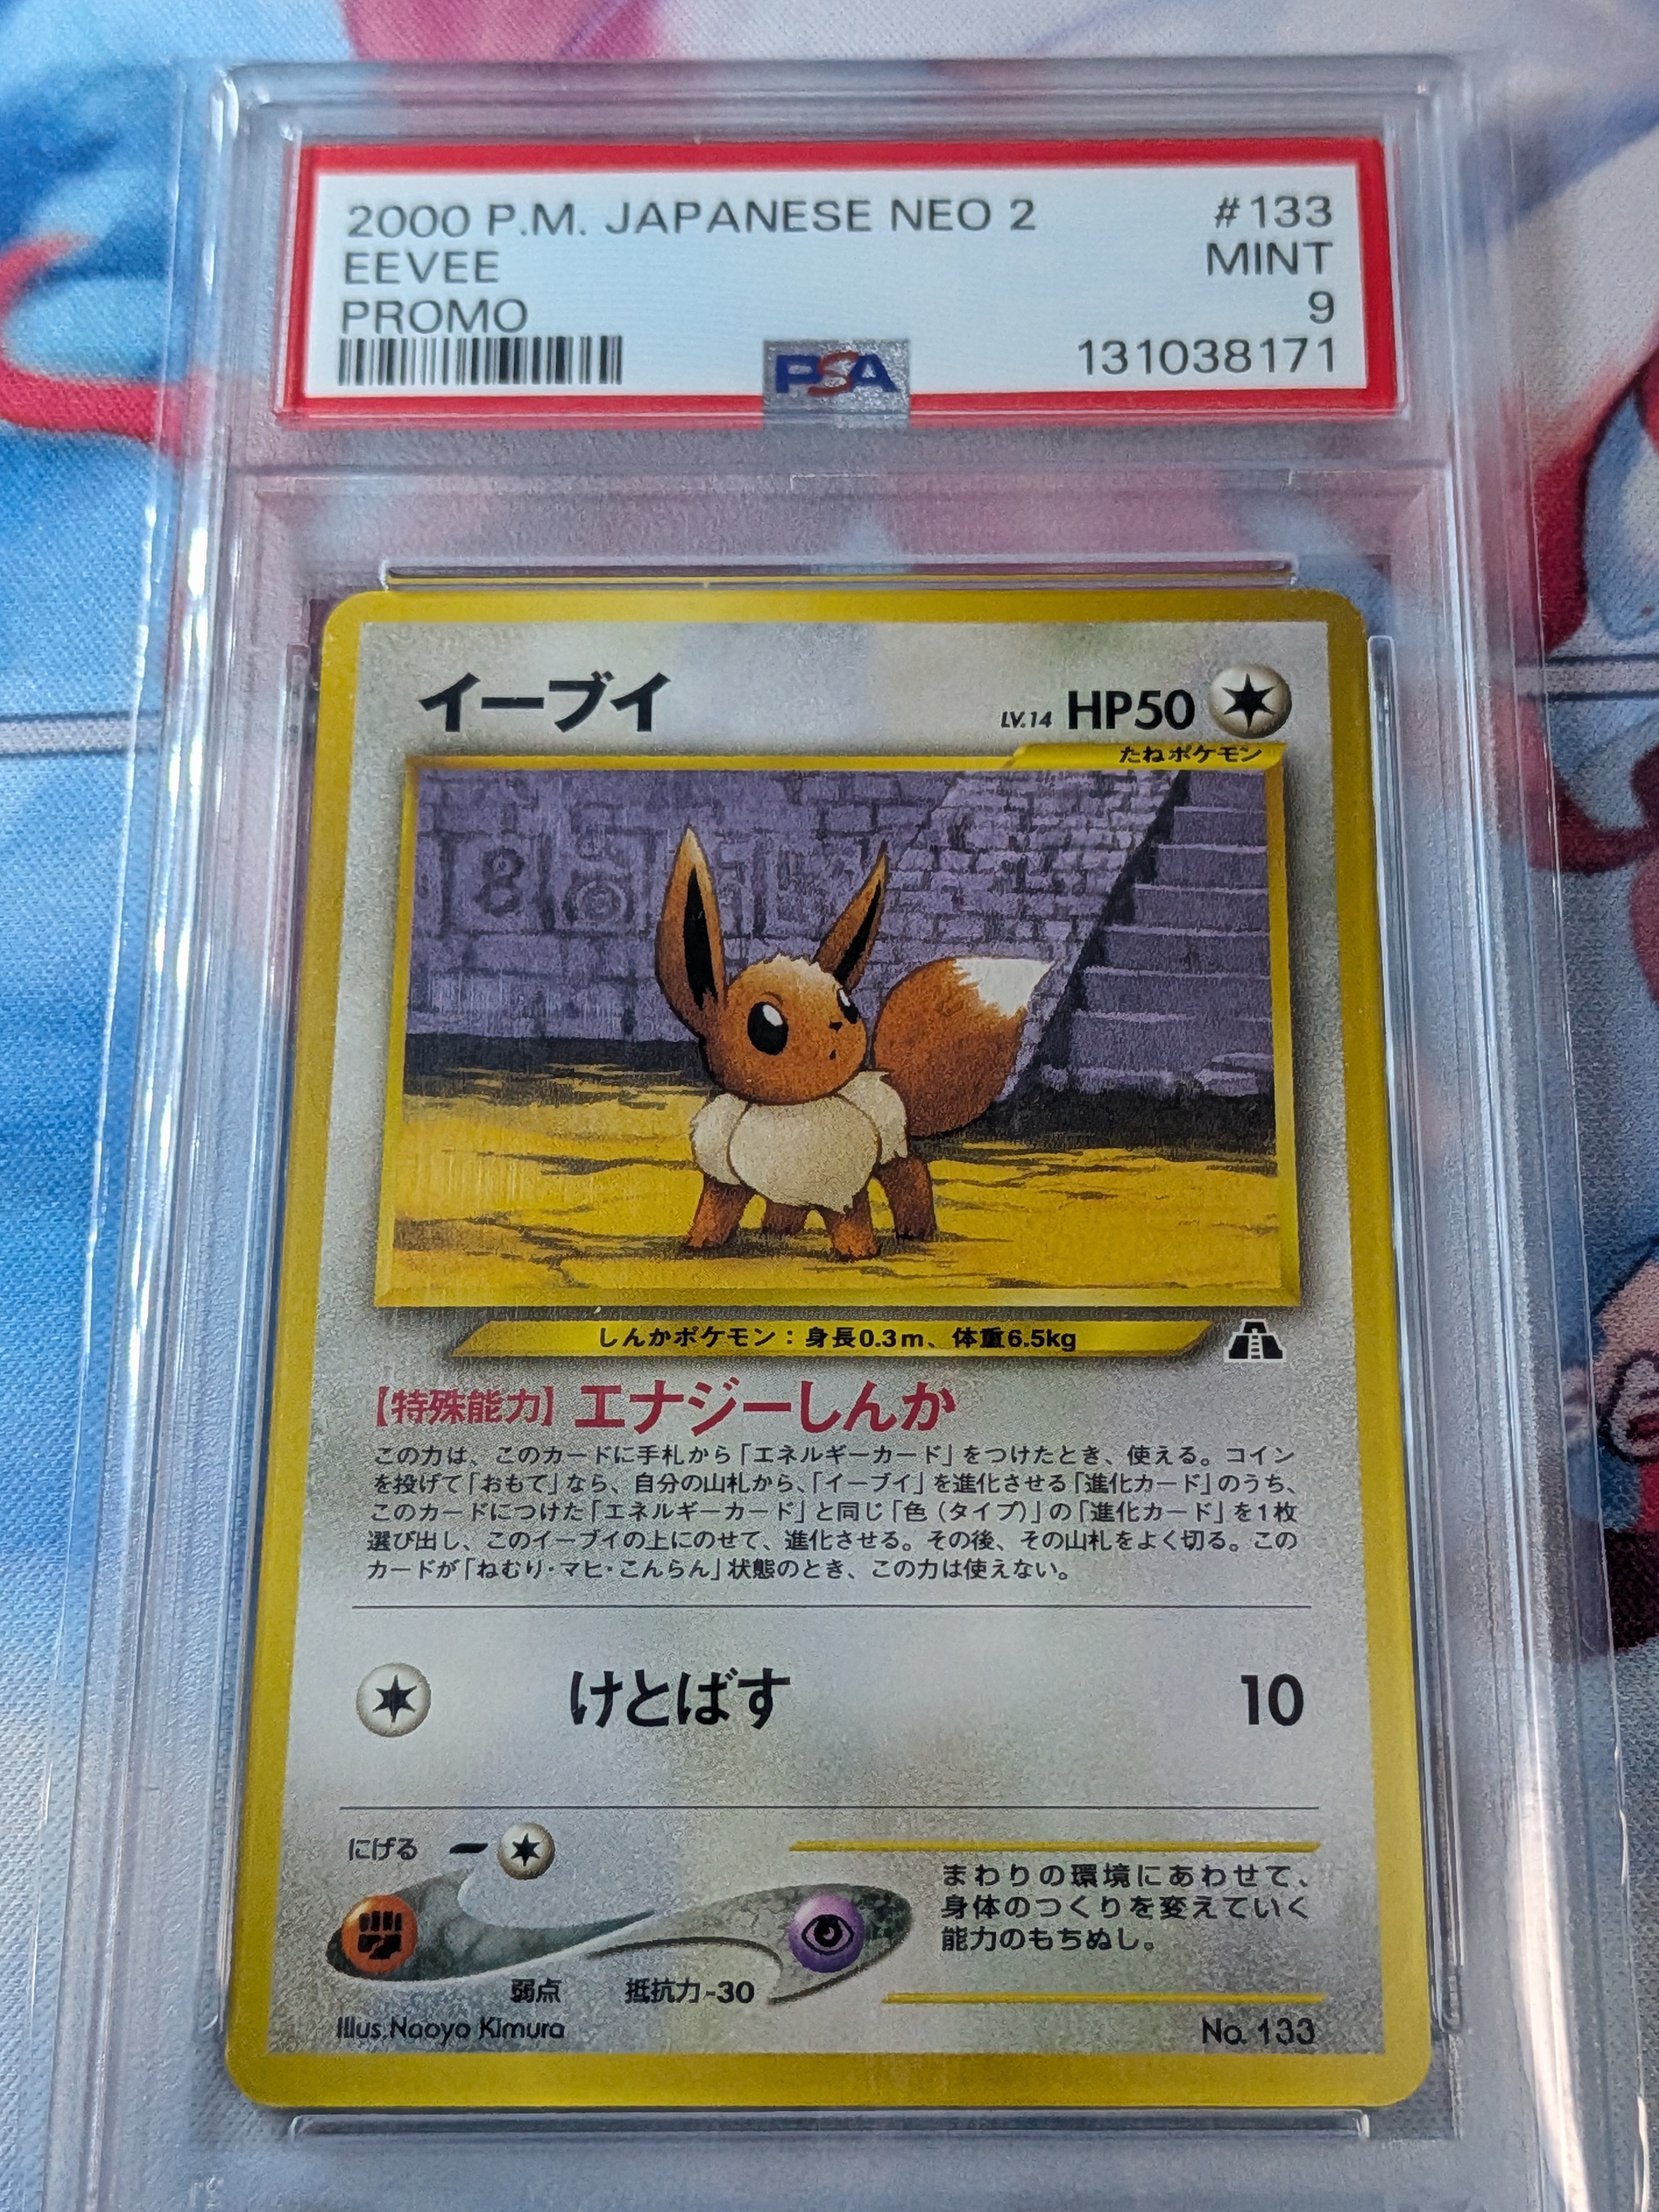 2000 P.M. JAPANESE NEO 2 #133
EEVEE MINT
PROMO 9
PSA 131038171
イーブイ LV.14 HP50
たねポケモン
しんかポケモン：身長0.3m、体重6.5kg
【特殊能力】エナジーしんか
この力は、このカードに手札から「エネルギーカード」をつけたとき、使える。コイン
を投げて「おもて」なら、自分の山札から、「イーブイ」を進化させる「進化カード」のうち、
このカードにつけた「エネルギーカード」と同じ「色（タイプ）」の「進化カード」を1枚
選び出し、このイーブイの上にのせて、進化させる。その後、その山札をよく切る。この
カードが「ねむり・マヒ・こんらん」状態のとき、この力は使えない。
けとばす 10
にげる
まわりの環境にあわせて、
身体のつくりを変えていく
能力のもちぬし。
弱点 抵抗力-30
Illus.Naoyo Kimura No. 133